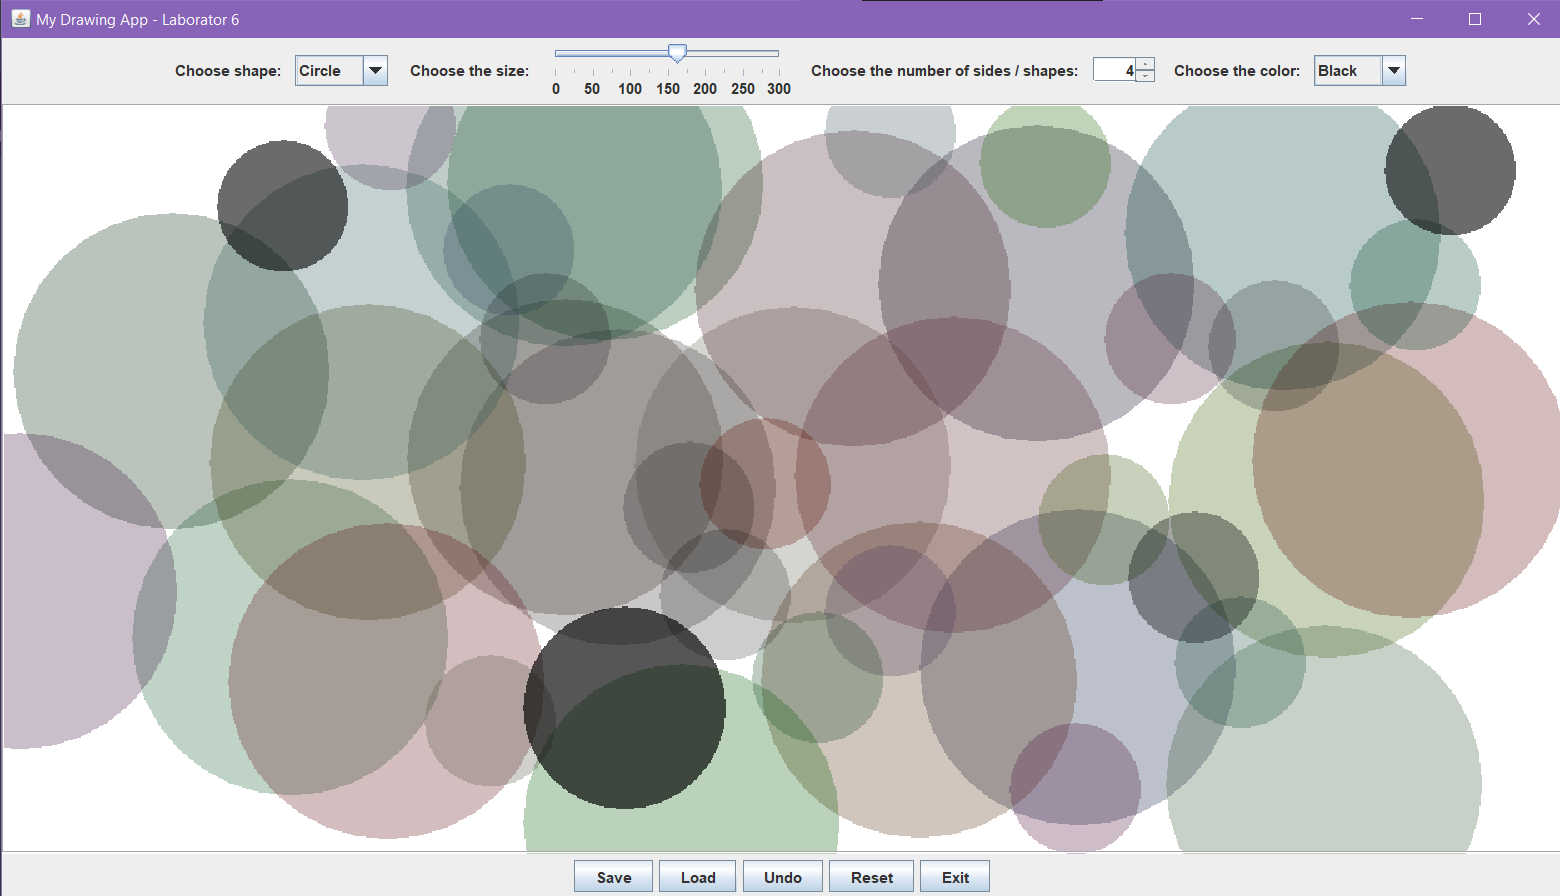 My Drawing App - Laborator 6
Choose shape: Circle Choose the size: Choose the number of sides / shapes: 4 Choose the color: Black
0 50 100 150 200 250 300
Save Load Undo Reset Exit